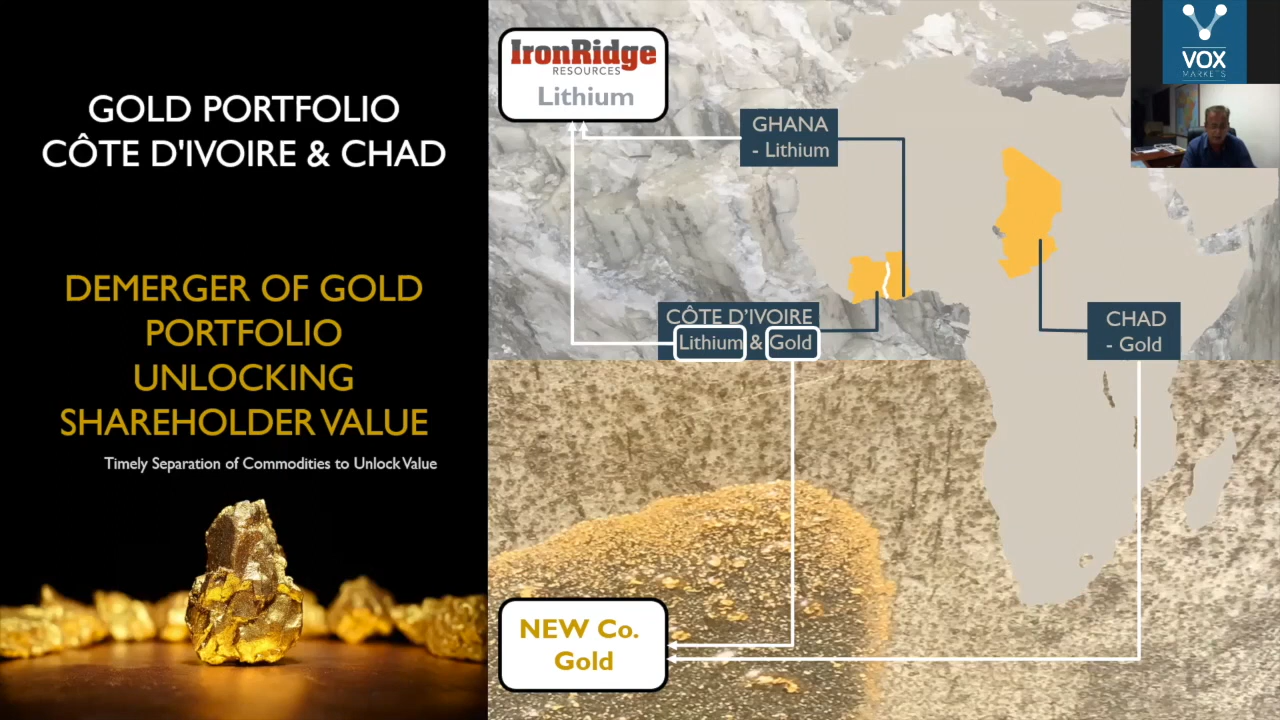 GOLD PORTFOLIO
CÔTE D'IVOIRE & CHAD
DEMERGER OF GOLD
PORTFOLIO
UNLOCKING
SHAREHOLDER VALUE
Timely Separation of Commodities to Unlock Value
IronRidge
RESOURCES
Lithium
GHANA
- Lithium
CÔTE D’IVOIRE
Lithium & Gold
CHAD
- Gold
NEW Co.
Gold
VOX
MARKETS